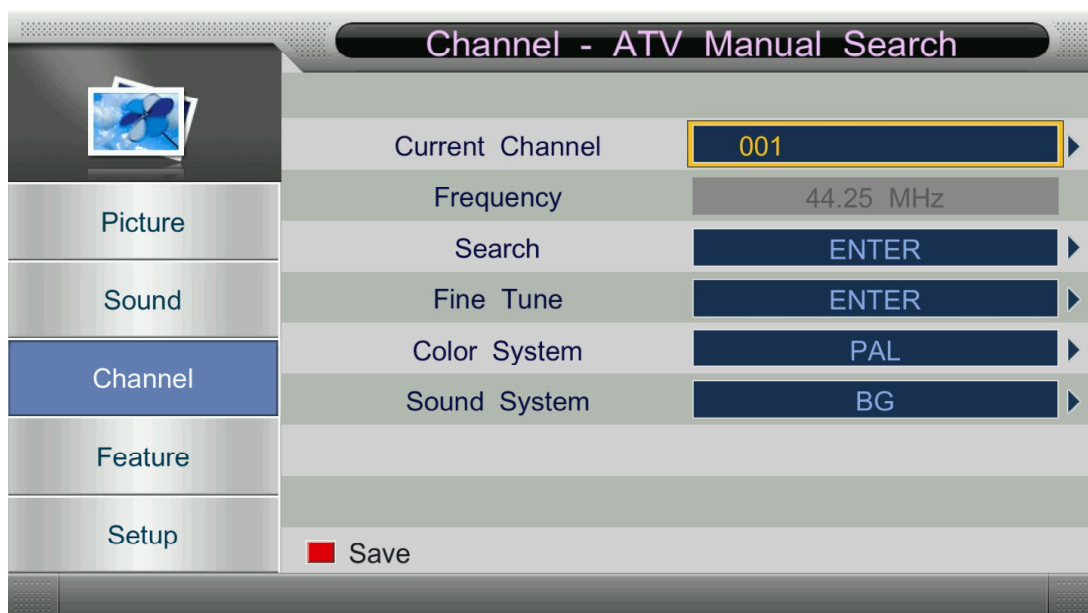 Channel - ATV Manual Search
Picture
Sound
Channel
Feature
Setup
Current Channel 001
Frequency 44.25 MHz
Search ENTER
Fine Tune ENTER
Color System PAL
Sound System BG
Save